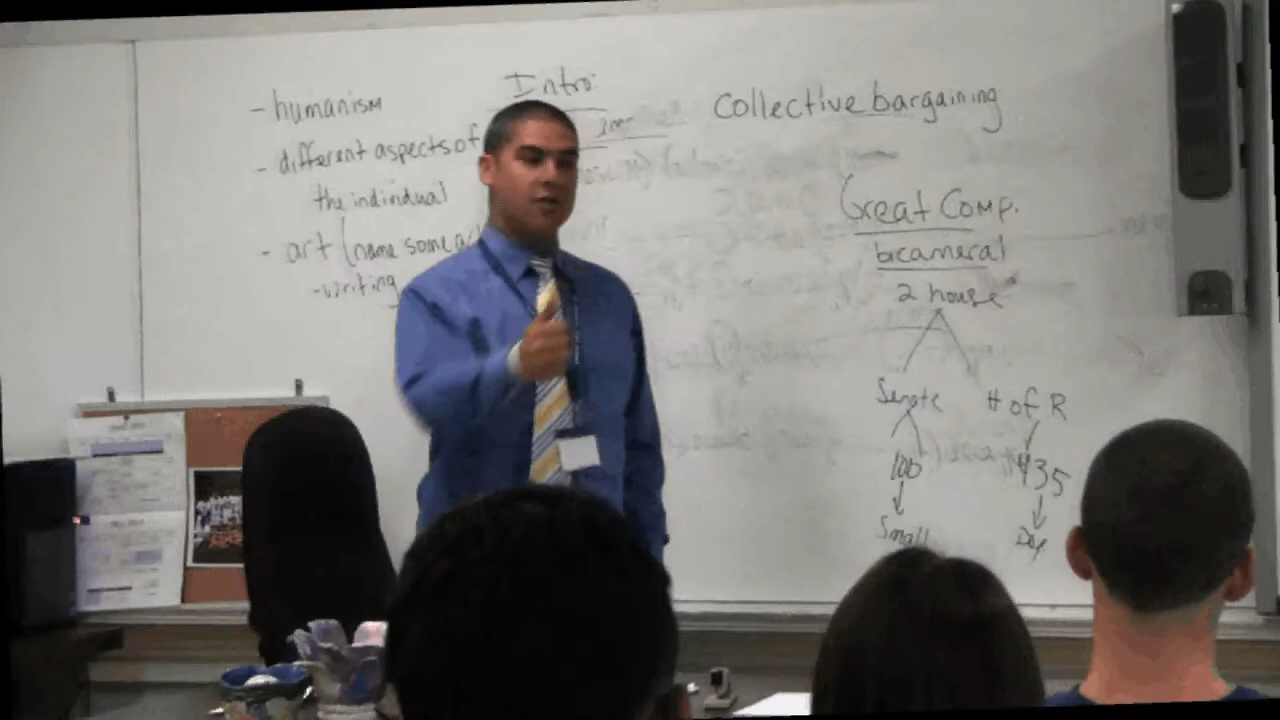 Intro:
- humanism
- different aspects of
the individual
- art (name some
- writing
Collective bargaining
Great Comp.
bicameral
2 house
Senate # of R
100 435
Small